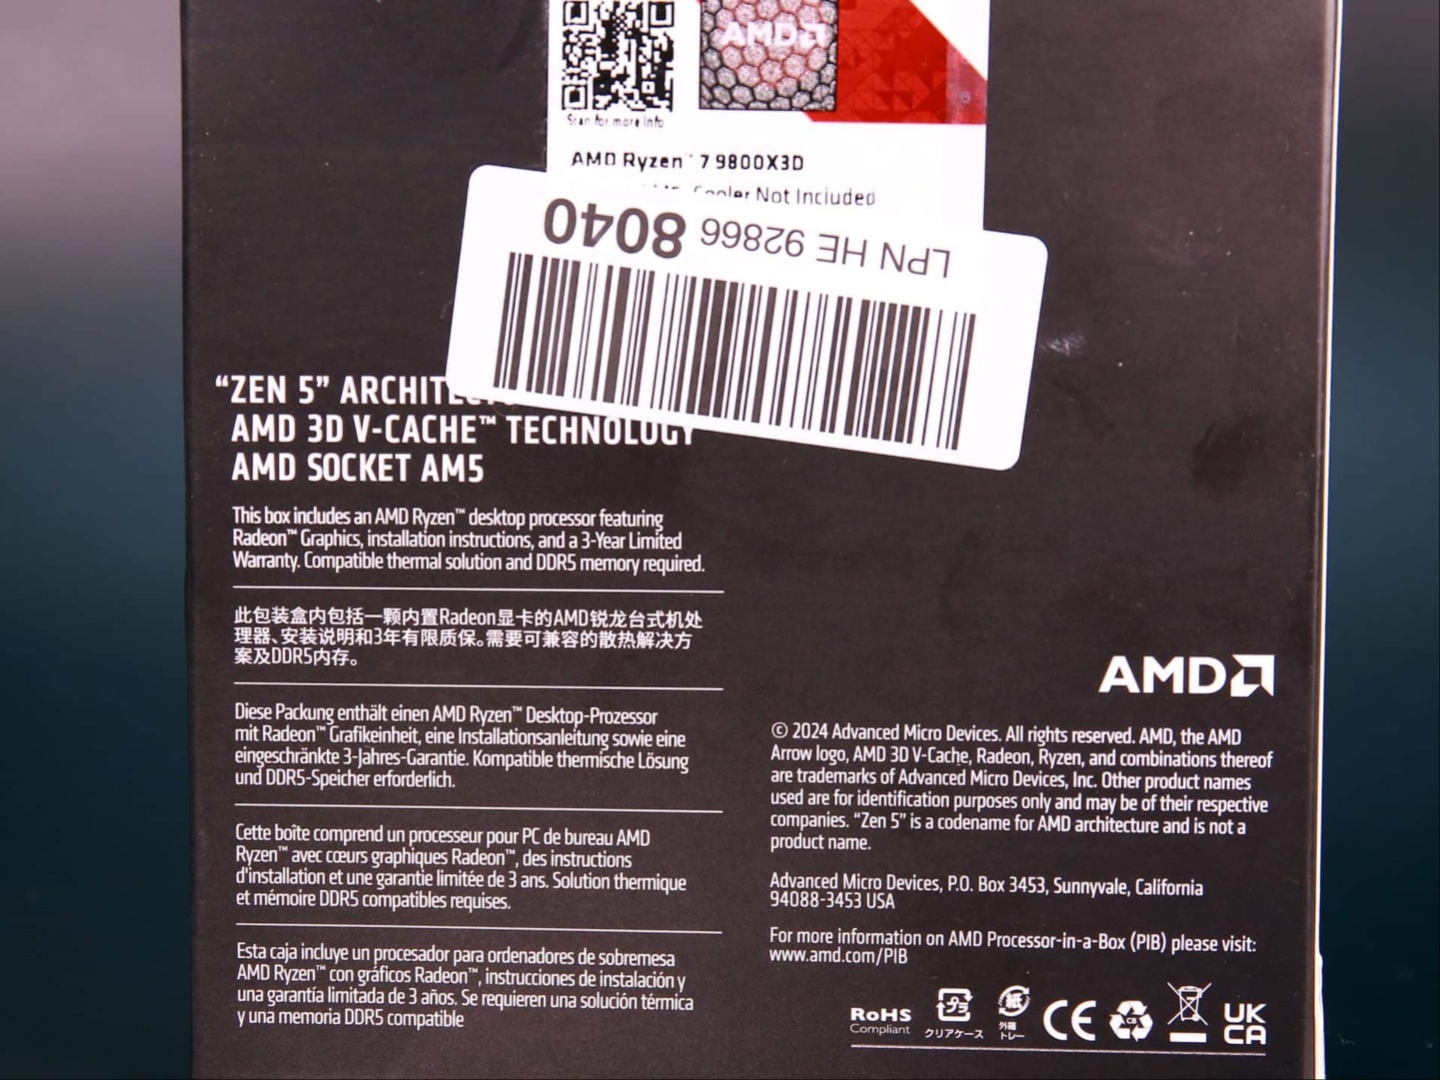 AMD
Scan for more info
AMD Ryzen™ 7 9800X3D
Cooler Not Included
LPN HE 92866 8040
“ZEN 5”
AMD 3D V-CACHE™ TECHNOLOGY
AMD SOCKET AM5
This box includes an AMD Ryzen™ desktop processor featuring
Radeon™ Graphics, installation instructions, and a 3-Year Limited
Warranty. Compatible thermal solution and DDR5 memory required.
此包装盒内包括一颗内置Radeon显卡的AMD锐龙台式机处
理器、安装说明和3年有限质保。需要可兼容的散热解决方
案及DDR5内存。
Diese Packung enthält einen AMD Ryzen™ Desktop-Prozessor
mit Radeon™ Grafikeinheit, eine Installationsanleitung sowie eine
eingeschränkte 3-Jahres-Garantie. Kompatible thermische Lösung
und DDR5-Speicher erforderlich.
Cette boîte comprend un processeur pour PC de bureau AMD
Ryzen™ avec cœurs graphiques Radeon™, des instructions
d'installation et une garantie limitée de 3 ans. Solution thermique
et mémoire DDR5 compatibles requises.
Esta caja incluye un procesador para ordenadores de sobremesa
AMD Ryzen™ con gráficos Radeon™, instrucciones de instalación y
una garantía limitada de 3 años. Se requieren una solución térmica
y una memoria DDR5 compatible
AMD
© 2024 Advanced Micro Devices. All rights reserved. AMD, the AMD
Arrow logo, AMD 3D V-Cache, Radeon, Ryzen, and combinations thereof
are trademarks of Advanced Micro Devices, Inc. Other product names
used are for identification purposes only and may be of their respective
companies. “Zen 5” is a codename for AMD architecture and is not a
product name.
Advanced Micro Devices, P.O. Box 3453, Sunnyvale, California
94088-3453 USA
For more information on AMD Processor-in-a-Box (PIB) please visit:
www.amd.com/PIB
RoHS
Compliant
プラ
クリアケース
紙
外箱
トレー
CE
CB
UK
CA